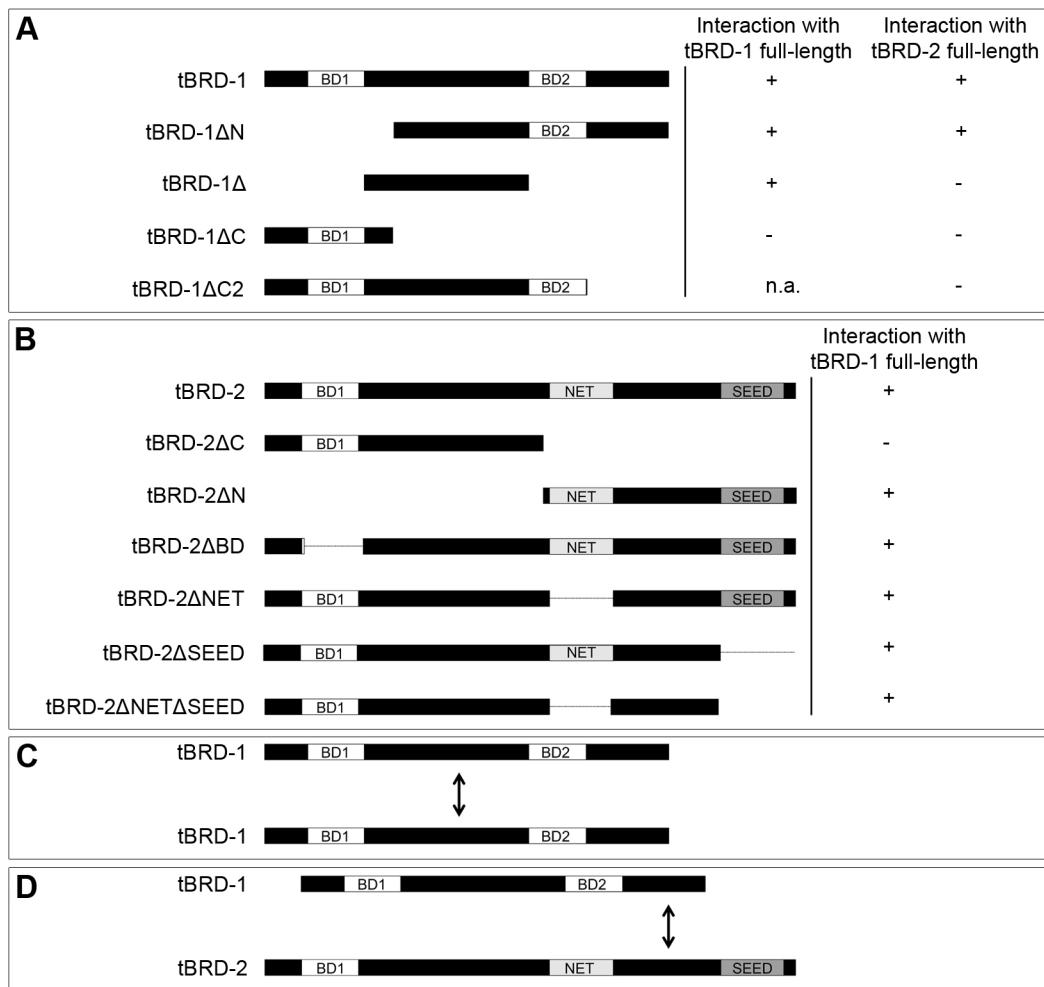 A
Interaction with tBRD-1 full-length
Interaction with tBRD-2 full-length
tBRD-1 BD1 BD2 + +
tBRD-1ΔN BD2 + +
tBRD-1Δ + -
tBRD-1ΔC BD1 - -
tBRD-1ΔC2 BD1 BD2 n.a. -
B
Interaction with tBRD-1 full-length
tBRD-2 BD1 NET SEED +
tBRD-2ΔC BD1 -
tBRD-2ΔN NET SEED +
tBRD-2ΔBD NET SEED +
tBRD-2ΔNET BD1 SEED +
tBRD-2ΔSEED BD1 NET +
tBRD-2ΔNETΔSEED BD1 +
C
tBRD-1 BD1 BD2
tBRD-1 BD1 BD2
D
tBRD-1 BD1 BD2
tBRD-2 BD1 NET SEED